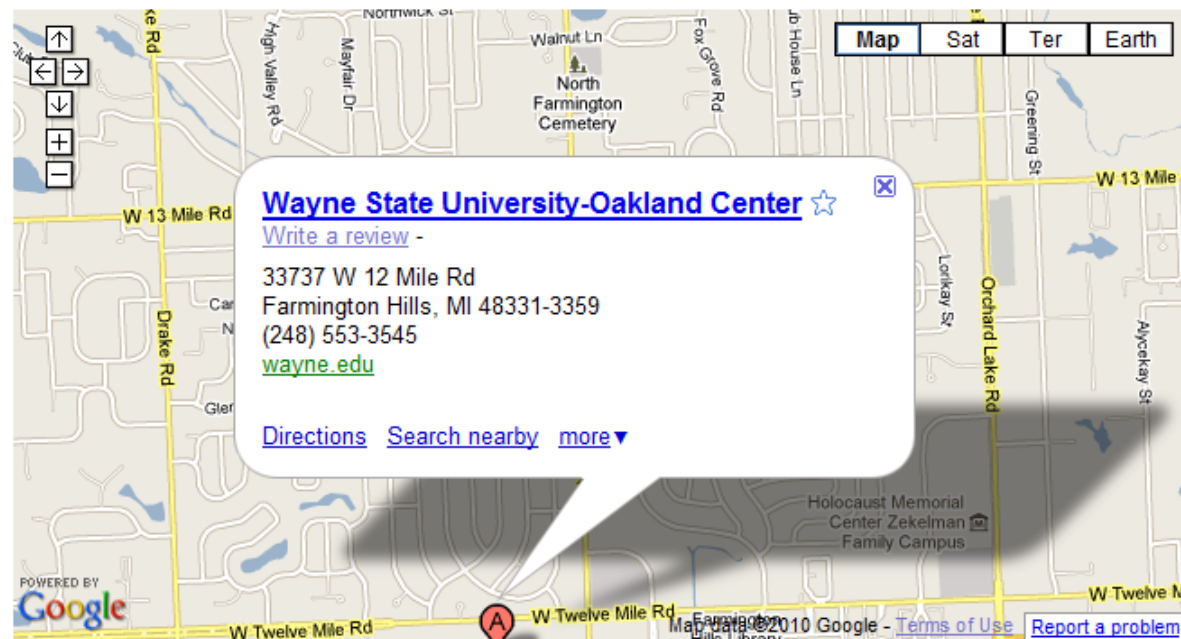 Northwick St
Map Sat Ter Earth
Walnut Ln
High Valley Rd
Mayfair Dr
Fox Grove Rd
North
Farmington
Cemetery
Greening St
W 13 Mile
W 13 Mile Rd
Wayne State University-Oakland Center
Write a review -
33737 W 12 Mile Rd
Farmington Hills, MI 48331-3359
(248) 553-3545
wayne.edu
Directions Search nearby more
Drake Rd
Lorikay St
Orchard Lake Rd
Alycekay St
Holocaust Memorial
Center Zekelman
Family Campus
POWERED BY
Google
A
W Twelve Mile Rd
W Twelve Mile Rd
W Twelve M
Farmington
Hills Library
Map data ©2010 Google - Terms of Use
Report a problem